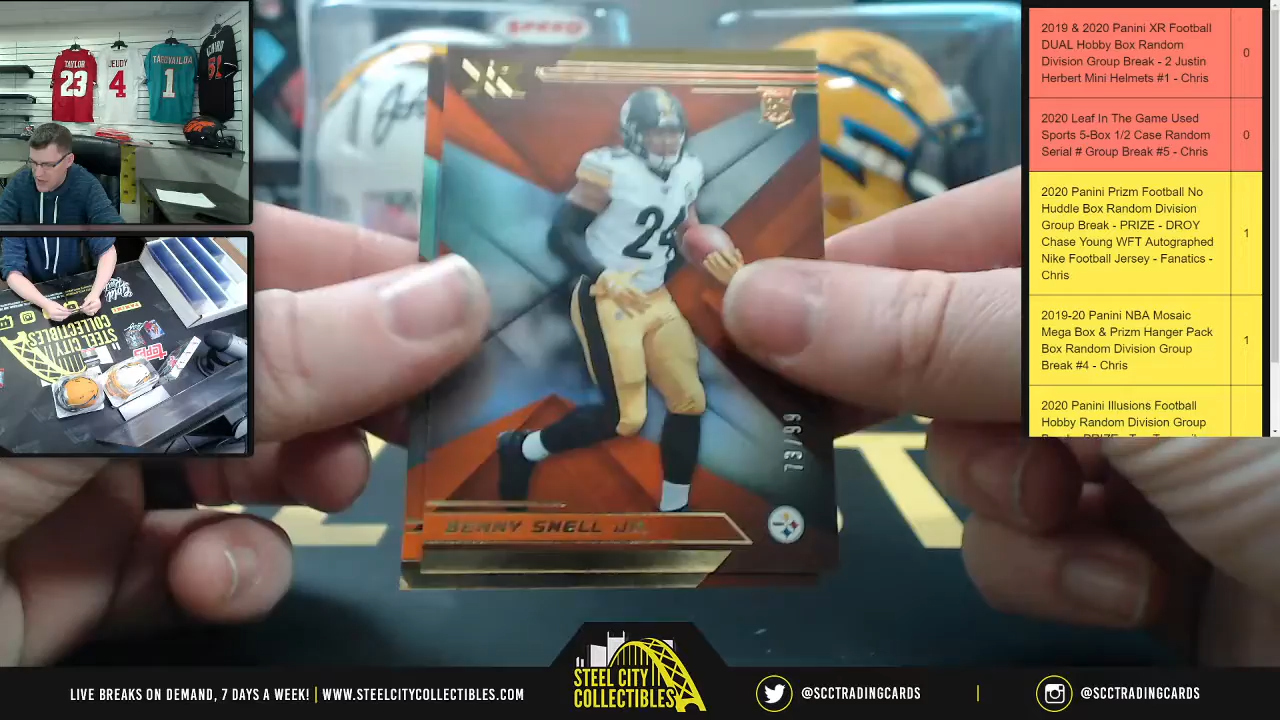 TAYLOR
23
JEUDY
4
TAGOVAILOA
1
SPEED
XR
24
73/99
BENNY SNELL JR.
STEEL CITY
COLLECTIBLES
topps
2019 & 2020 Panini XR Football
DUAL Hobby Box Random
Division Group Break - 2 Justin
Herbert Mini Helmets #1 - Chris
0
2020 Leaf In The Game Used
Sports 5-Box 1/2 Case Random
Serial # Group Break #5 - Chris
0
2020 Panini Prizm Football No
Huddle Box Random Division
Group Break - PRIZE - DROY
Chase Young WFT Autographed
Nike Football Jersey - Fanatics -
Chris
1
2019-20 Panini NBA Mosaic
Mega Box & Prizm Hanger Pack
Box Random Division Group
Break #4 - Chris
1
2020 Panini Illusions Football
Hobby Random Division Group
LIVE BREAKS ON DEMAND, 7 DAYS A WEEK! | WWW.STEELCITYCOLLECTIBLES.COM
STEEL CITY
COLLECTIBLES
@SCCTRADINGCARDS
@SCCTRADINGCARDS